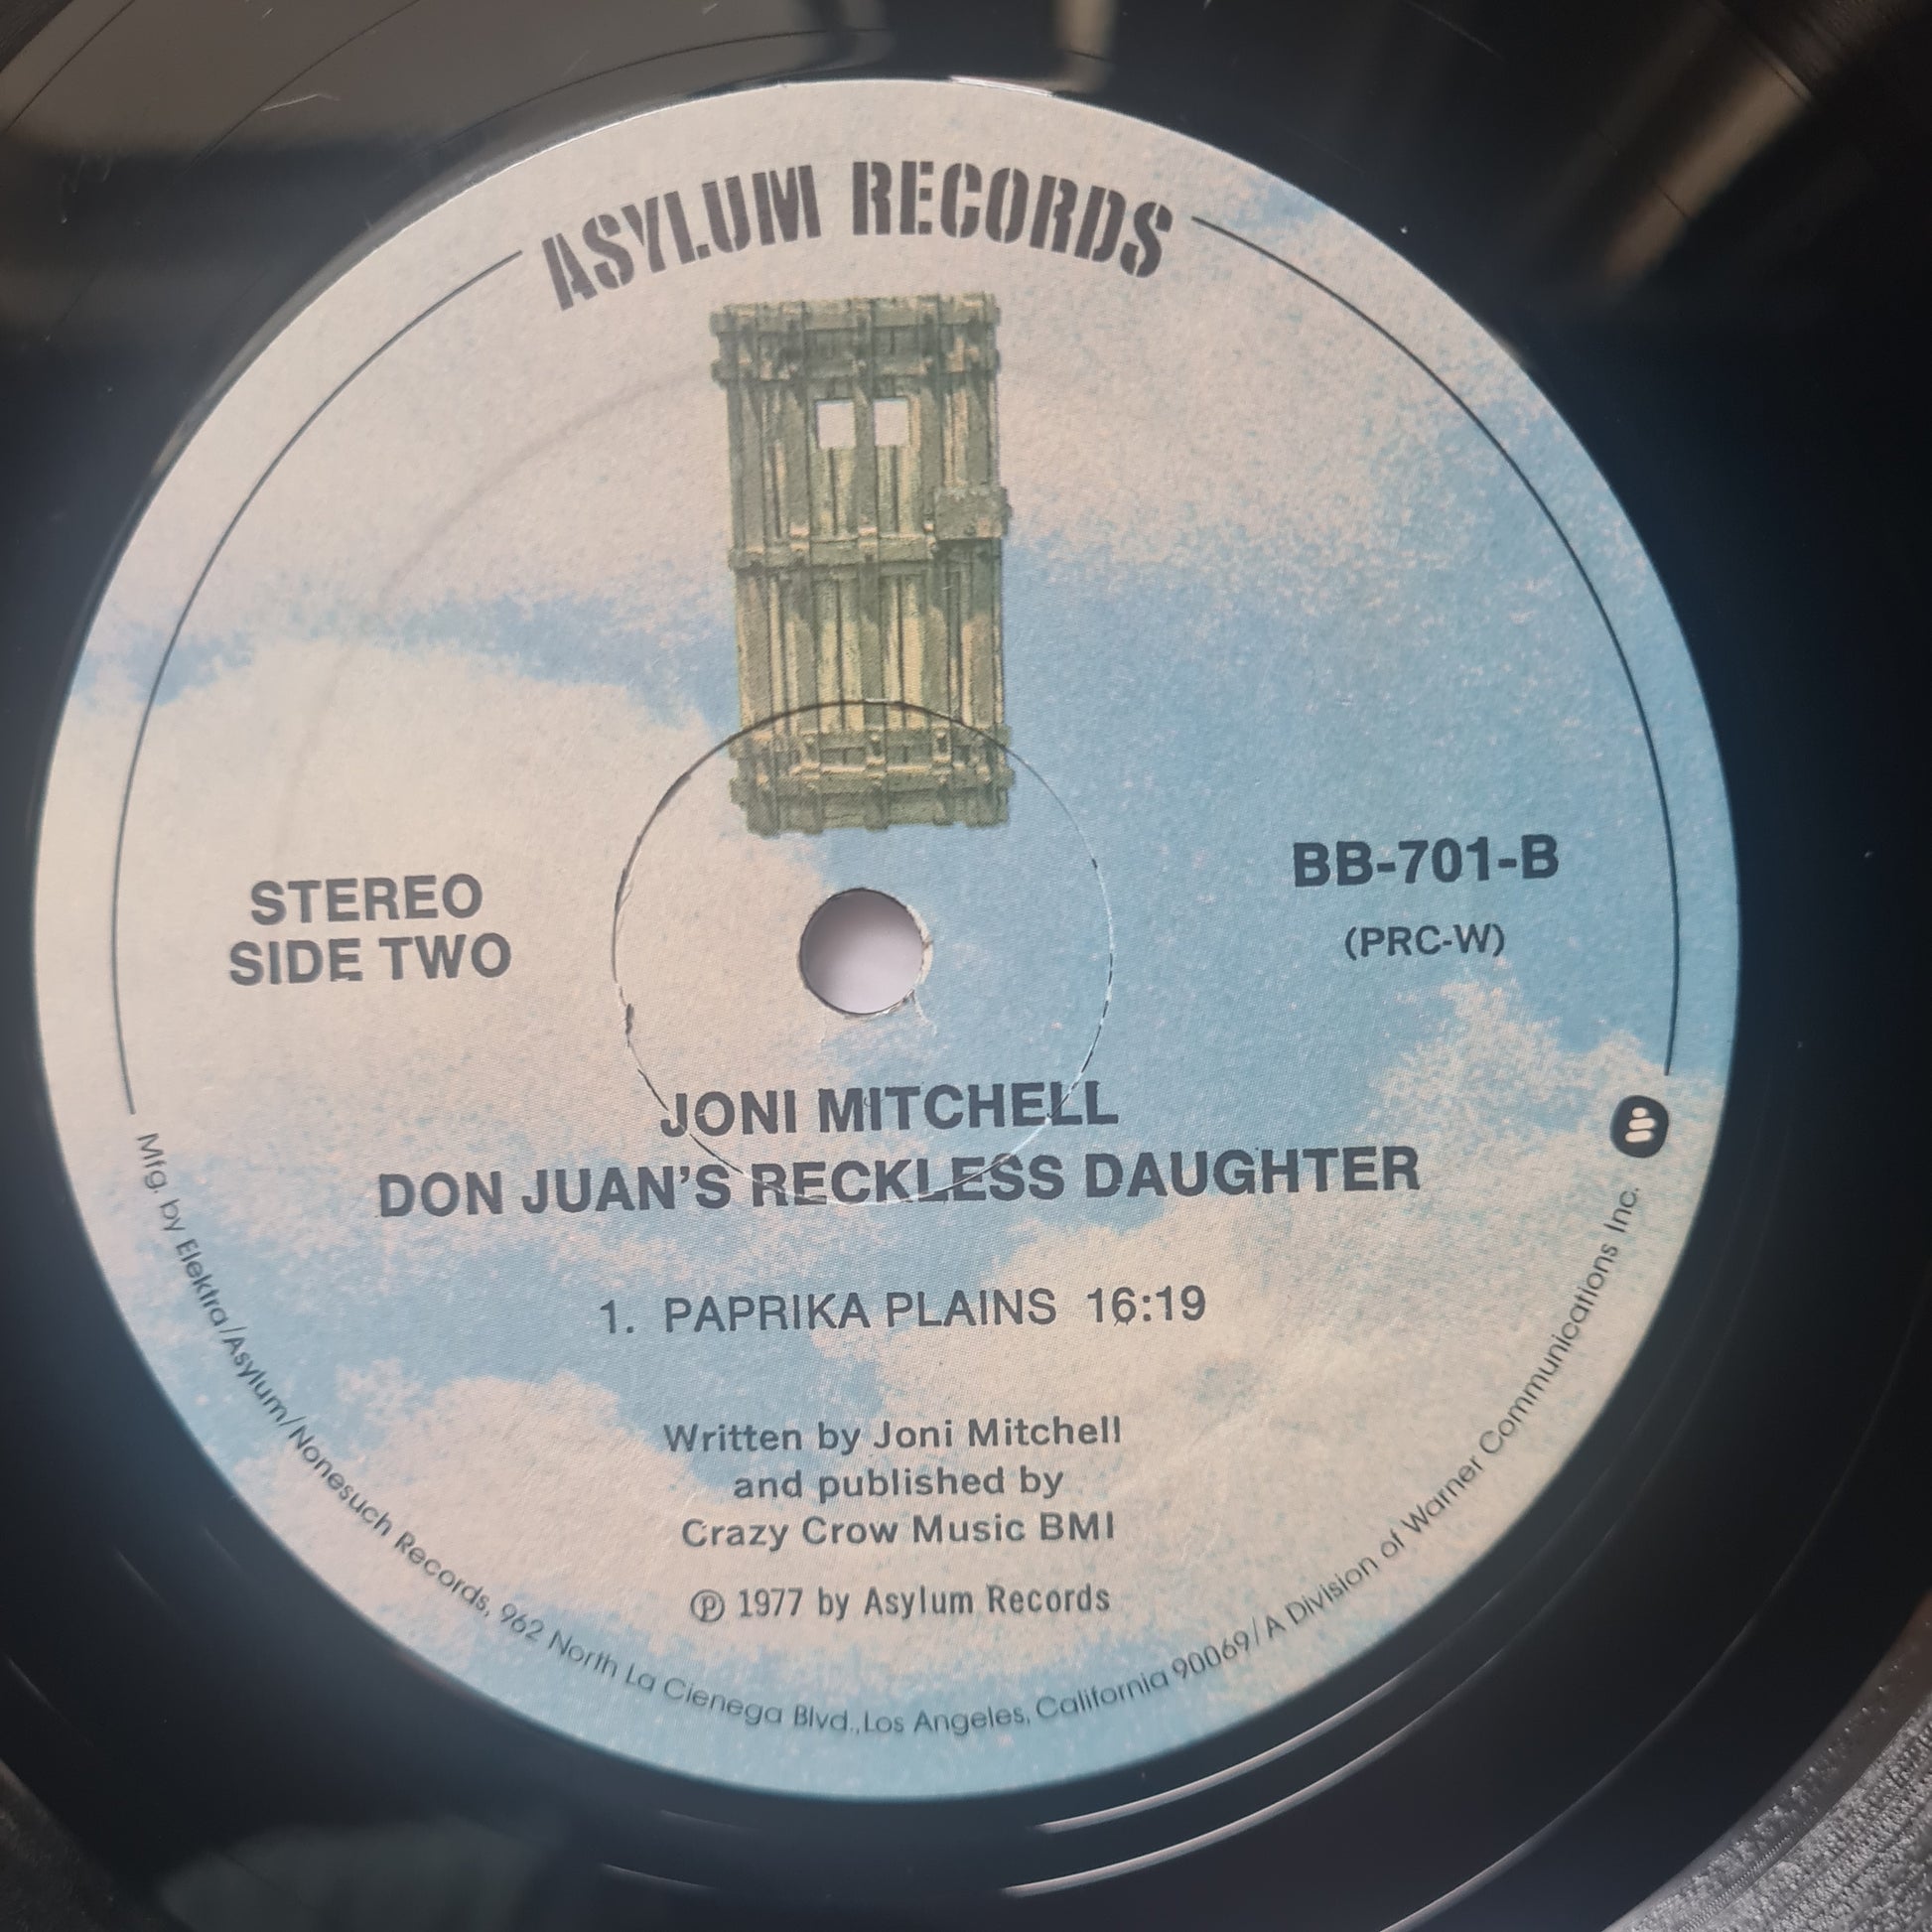 ASYLUM RECORDS
STEREO
SIDE TWO
BB-701-B
(PRC-W)
JONI MITCHELL
DON JUAN'S RECKLESS DAUGHTER
1. PAPRIKA PLAINS 16:19
Written by Joni Mitchell
and published by
Crazy Crow Music BMI
℗ 1977 by Asylum Records
Mfg. by Elektra/Asylum/Nonesuch Records, 962 North La Cienega Blvd., Los Angeles, California 90069/A Division of Warner Communications Inc.